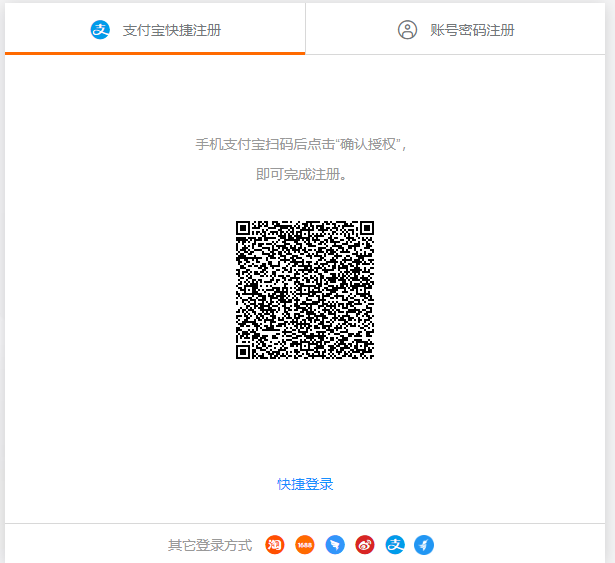 支 支付宝快捷注册
账号密码注册
手机支付宝扫码后点击“确认授权”，
即可完成注册。
快捷登录
其它登录方式 淘 1688 支